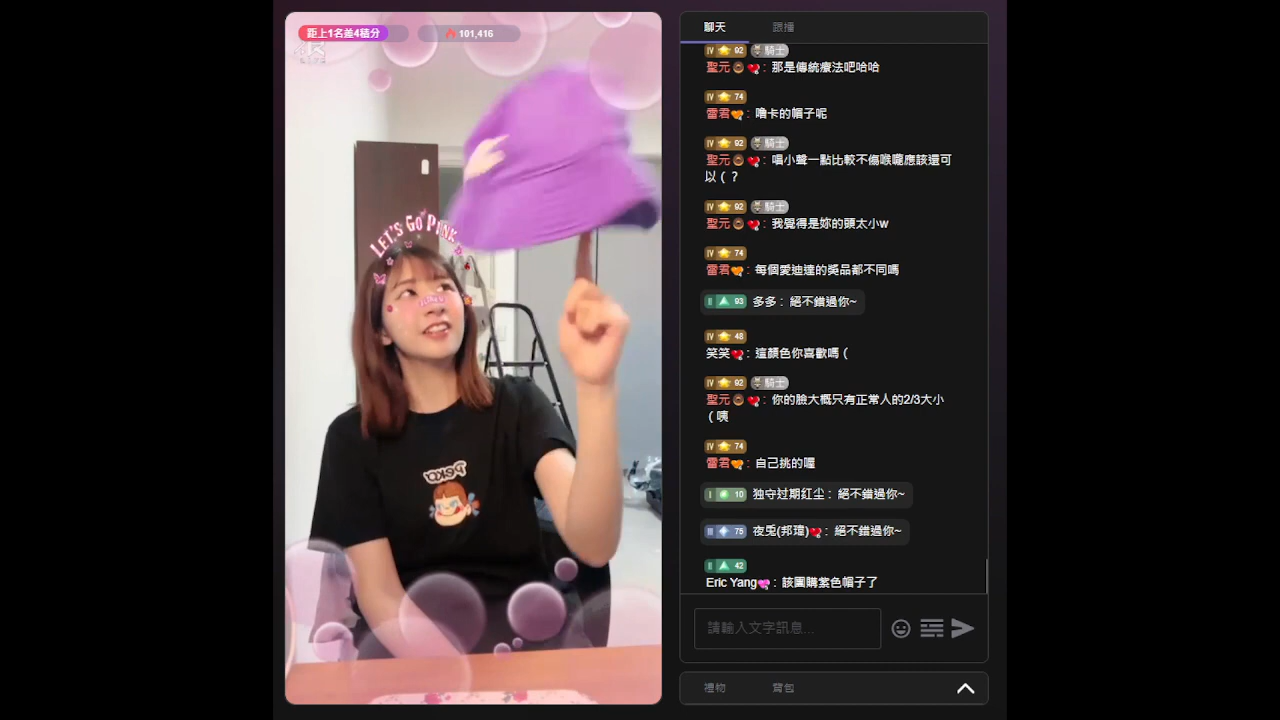 距上1名差4積分
101,416
LET'S GO PINK
PEKO
聊天
跟播
IV 92 騎士
聖元: 那是傳統療法吧哈哈
IV 74
雷君: 嚕卡的帽子呢
IV 92 騎士
聖元: 唱小聲一點比較不傷喉嚨應該還可
以(?
IV 92 騎士
聖元: 我覺得是妳的頭太小w
IV 74
雷君: 每個愛迪達的獎品都不同嗎
II 93 多多: 絕不錯過你~
IV 48
笑笑: 這顏色你喜歡嗎(
IV 92 騎士
聖元: 你的臉大概只有正常人的2/3大小
(咦
IV 74
雷君: 自己挑的喔
I 10 独守过期红尘: 絕不錯過你~
III 75 夜兎(邦瑋): 絕不錯過你~
II 42
Eric Yang: 該團購紫色帽子了
請輸入文字訊息...
禮物
背包